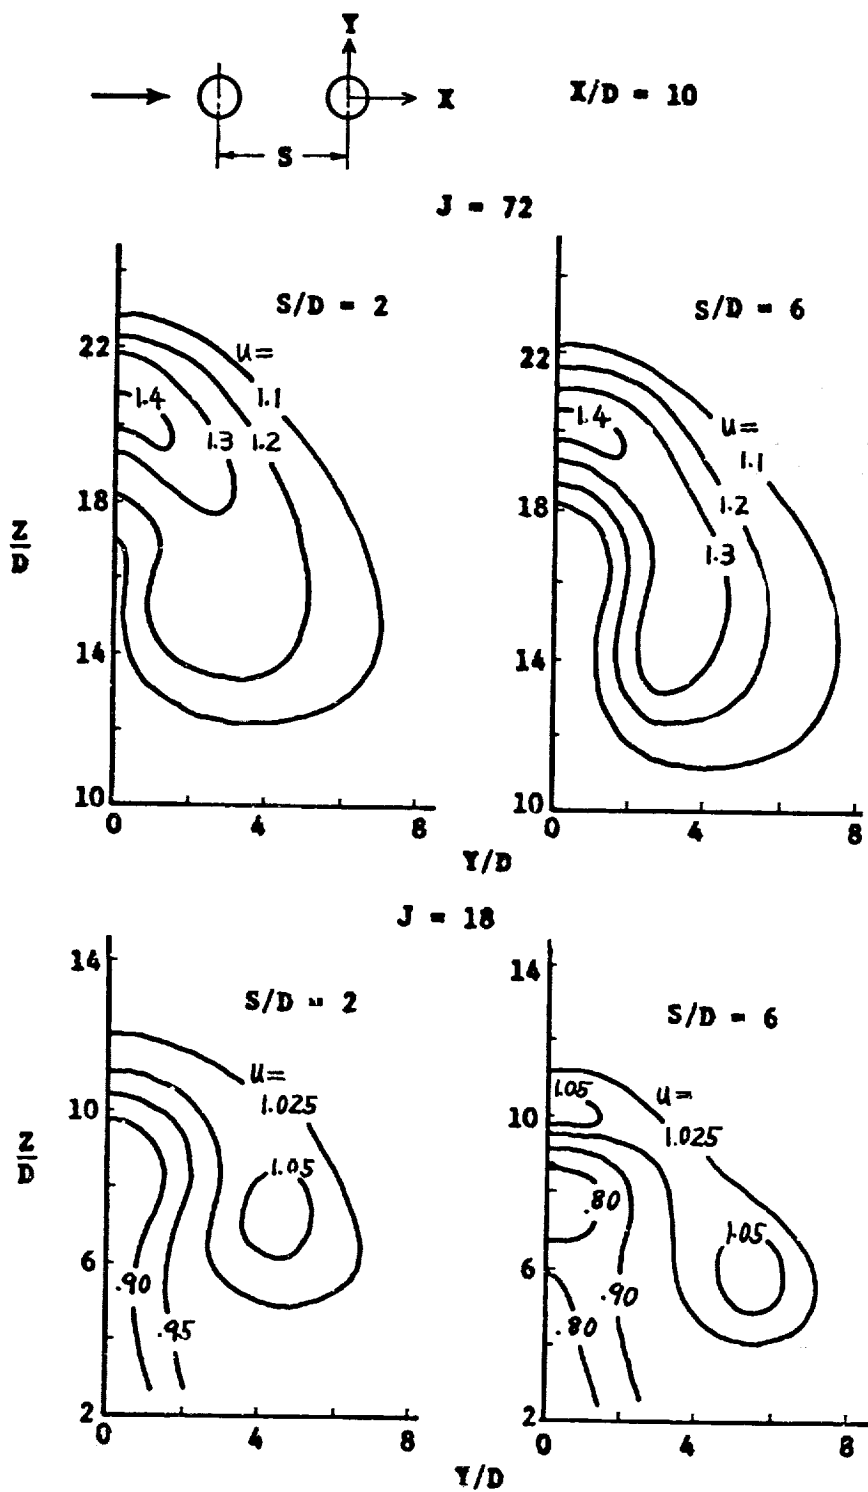 Y
X
X/D = 10
S
J = 72
S/D = 2
S/D = 6
u=
1.1
1.2
1.3
1.4
u=
1.1
1.2
1.3
1.4
Z/D
22
18
14
10
0 4 8
22
18
14
10
0 4 8
Y/D
J = 18
S/D = 2
S/D = 6
u=
1.025
1.05
.90
.95
u=
1.05
1.025
.80
1.05
.90
.80
Z/D
14
10
6
2
0 4 8
14
10
6
2
0 4 8
Y/D